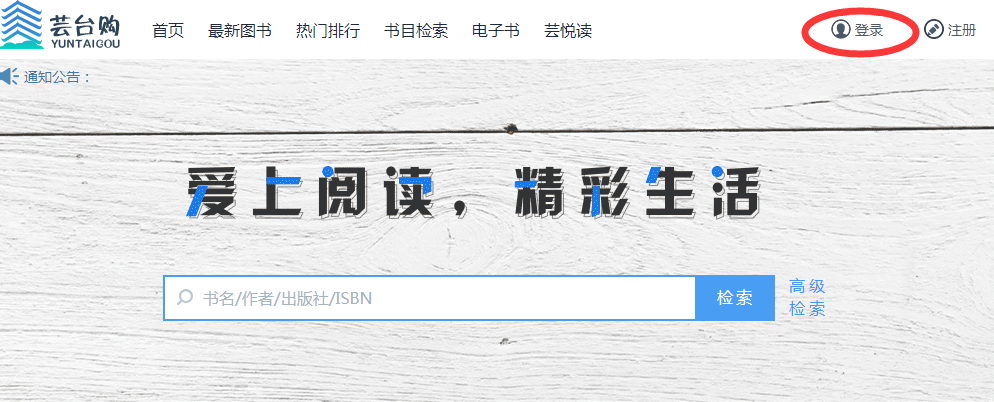 芸台购
YUNTAIGOU
首页 最新图书 热门排行 书目检索 电子书 芸悦读 登录 注册
通知公告：
爱上阅读，精彩生活
书名/作者/出版社/ISBN 检索
高级
检索